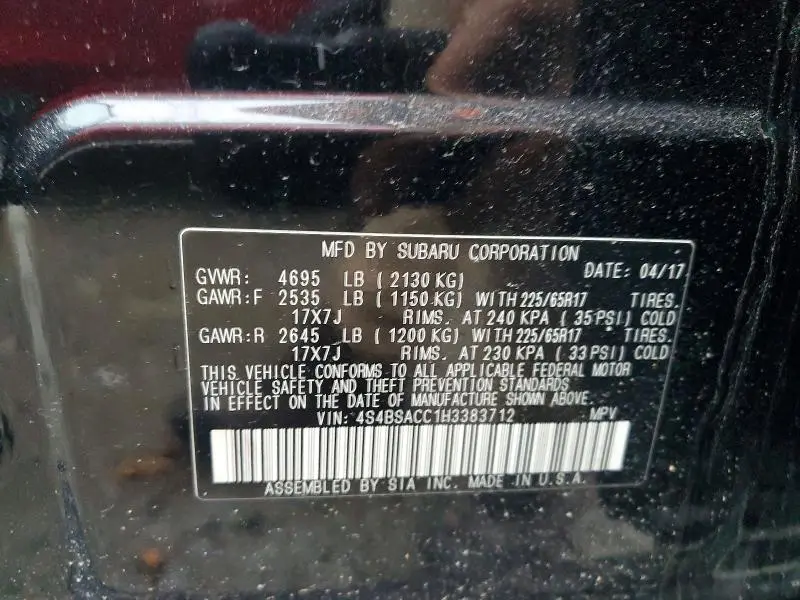 MFD BY SUBARU CORPORATION
GVWR: 4695 LB ( 2130 KG) DATE: 04/17
GAWR:F 2535 LB ( 1150 KG) WITH 225/65R17 TIRES.
17X7J RIMS. AT 240 KPA ( 35 PSI) COLD
GAWR:R 2645 LB ( 1200 KG) WITH 225/65R17 TIRES.
17X7J RIMS. AT 230 KPA ( 33 PSI) COLD
THIS VEHICLE CONFORMS TO ALL APPLICABLE FEDERAL MOTOR
VEHICLE SAFETY AND THEFT PREVENTION STANDARDS
IN EFFECT ON THE DATE OF MANUFACTURE SHOWN ABOVE.
VIN: 4S4BSACC1H3383712 MPV
ASSEMBLED BY SIA INC. MADE IN U.S.A.